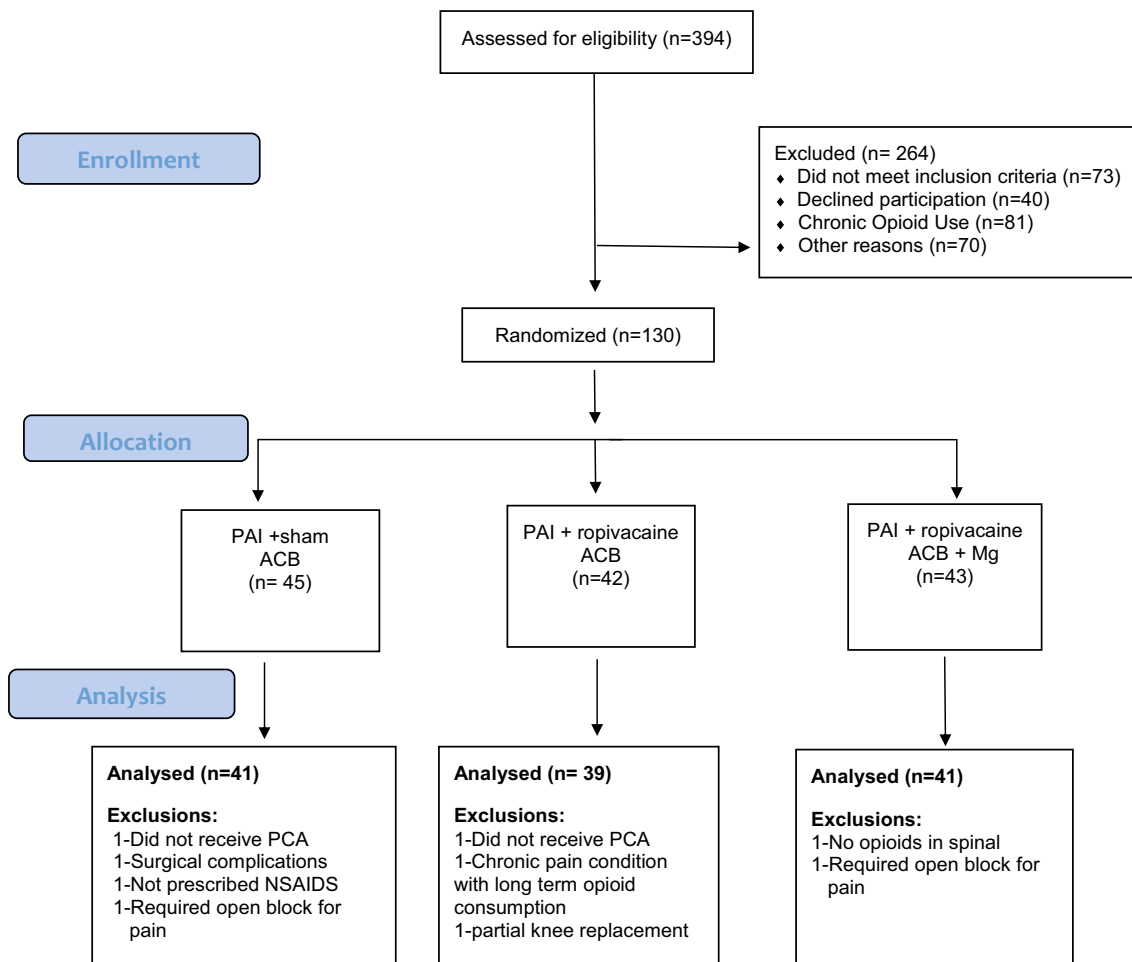 Assessed for eligibility (n=394)
Enrollment
Excluded (n= 264)
♦ Did not meet inclusion criteria (n=73)
♦ Declined participation (n=40)
♦ Chronic Opioid Use (n=81)
♦ Other reasons (n=70)
Randomized (n=130)
Allocation
PAI +sham
ACB
(n= 45)
PAI + ropivacaine
ACB
(n=42)
PAI + ropivacaine
ACB + Mg
(n=43)
Analysis
Analysed (n=41)
Exclusions:
1-Did not receive PCA
1-Surgical complications
1-Not prescribed NSAIDS
1-Required open block for
pain
Analysed (n= 39)
Exclusions:
1-Did not receive PCA
1-Chronic pain condition
with long term opioid
consumption
1-partial knee replacement
Analysed (n=41)
Exclusions:
1-No opioids in spinal
1-Required open block for
pain